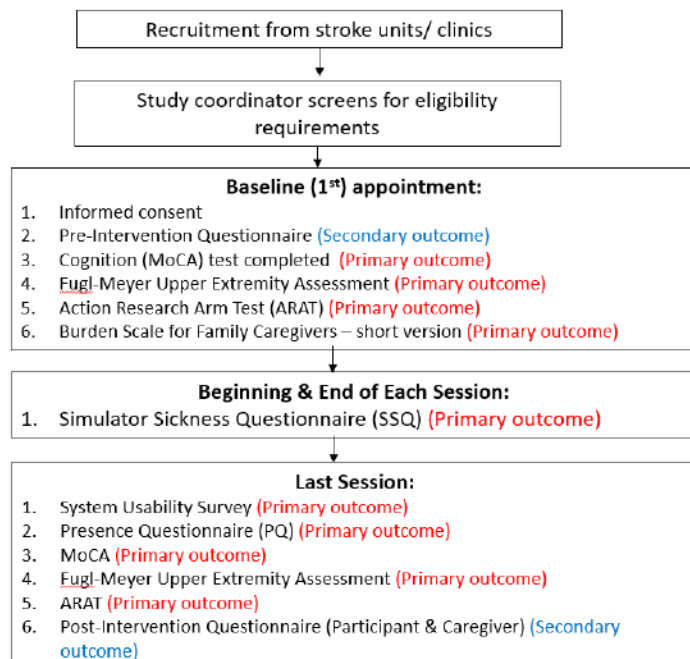 Recruitment from stroke units/ clinics
Study coordinator screens for eligibility
requirements
Baseline (1st) appointment:
1. Informed consent
2. Pre-Intervention Questionnaire (Secondary outcome)
3. Cognition (MoCA) test completed (Primary outcome)
4. Fugl-Meyer Upper Extremity Assessment (Primary outcome)
5. Action Research Arm Test (ARAT) (Primary outcome)
6. Burden Scale for Family Caregivers – short version (Primary outcome)
Beginning & End of Each Session:
1. Simulator Sickness Questionnaire (SSQ) (Primary outcome)
Last Session:
1. System Usability Survey (Primary outcome)
2. Presence Questionnaire (PQ) (Primary outcome)
3. MoCA (Primary outcome)
4. Fugl-Meyer Upper Extremity Assessment (Primary outcome)
5. ARAT (Primary outcome)
6. Post-Intervention Questionnaire (Participant & Caregiver) (Secondary
outcome)